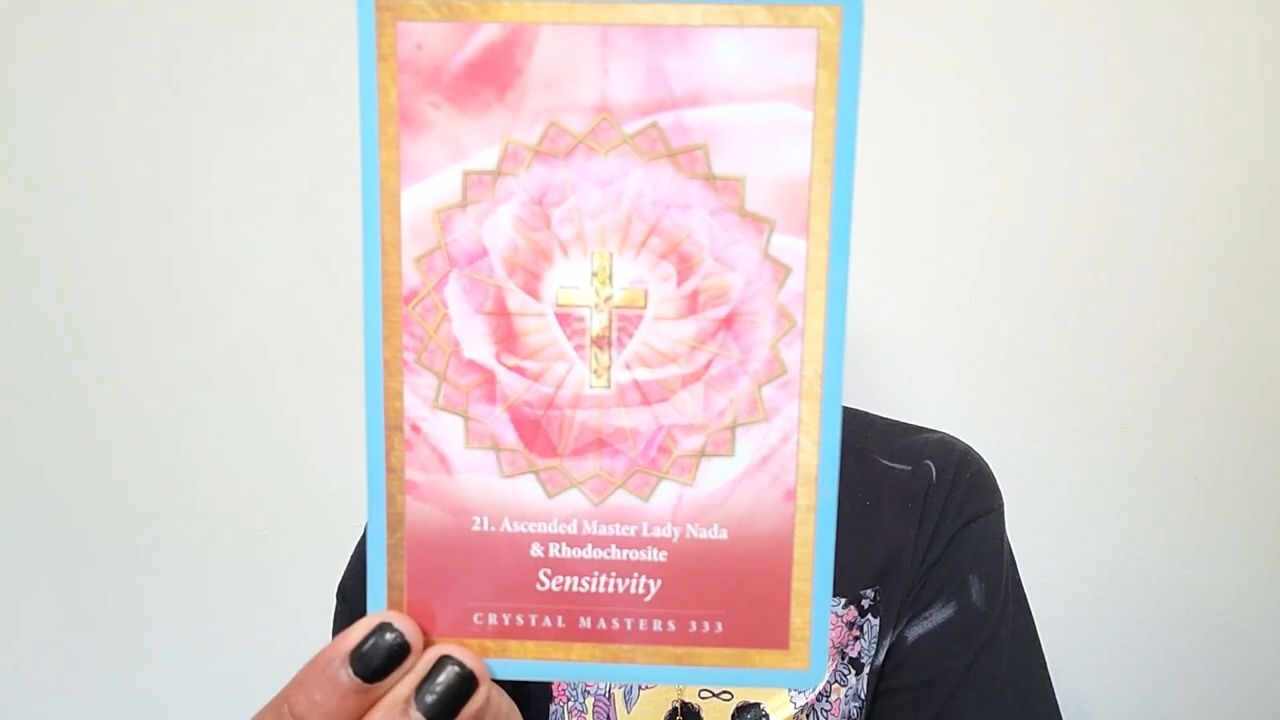 21. Ascended Master Lady Nada
& Rhodochrosite
Sensitivity
CRYSTAL MASTERS 333